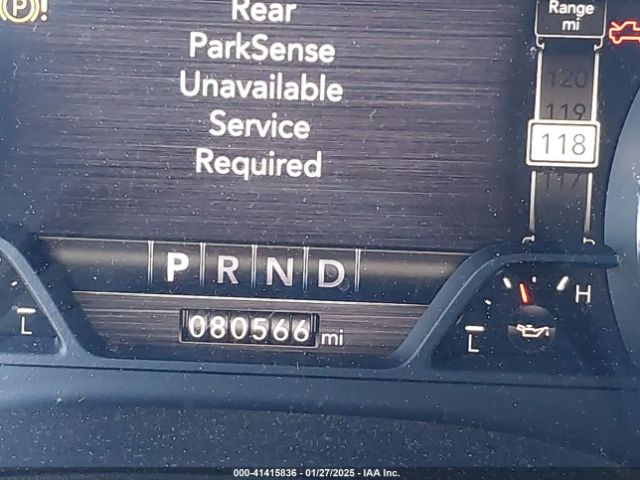 P !
Rear
ParkSense
Unavailable
Service
Required
Range
mi
120
119
118
117
P R N D
080566 mi
L
L
H
000-41415836 - 01/27/2025 - IAA Inc.